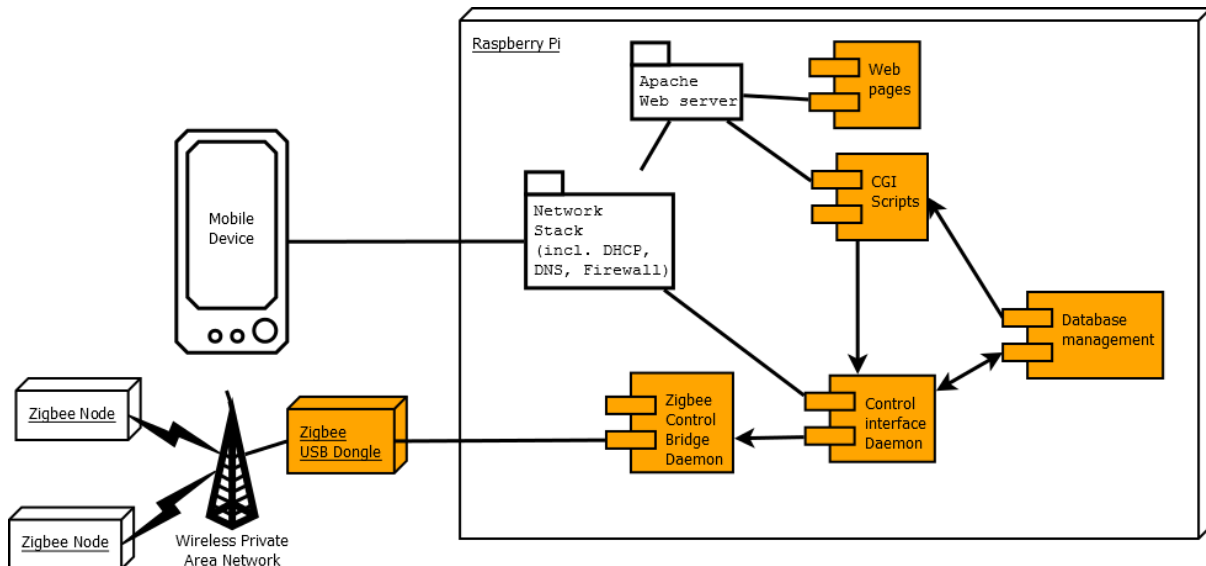 Raspberry Pi
Apache
Web server
Web
pages
CGI
Scripts
Mobile
Device
Network
Stack
(incl. DHCP,
DNS, Firewall)
Database
management
Zigbee Node
Zigbee
USB Dongle
Zigbee
Control
Bridge
Daemon
Control
interface
Daemon
Zigbee Node
Wireless Private
Area Network